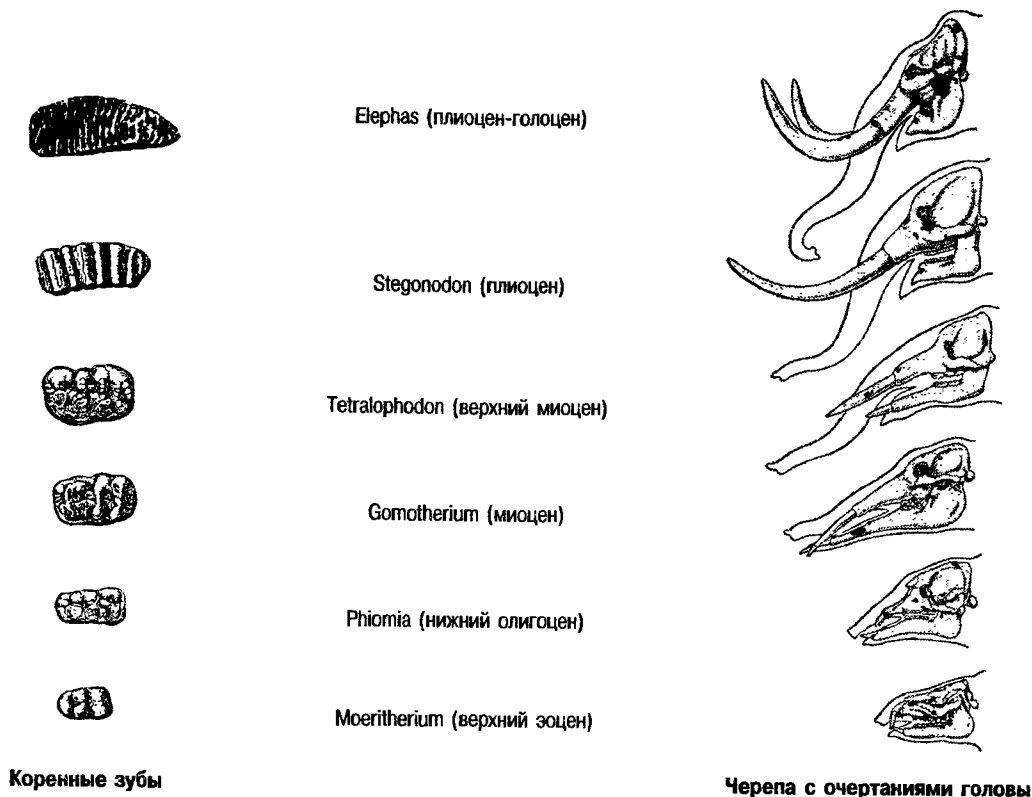 Elephas (плиоцен-голоцен)
Stegonodon (плиоцен)
Tetralophodon (верхний миоцен)
Gomotherium (миоцен)
Phiomia (нижний олигоцен)
Moeritherium (верхний эоцен)
Коренные зубы
Черепа с очертаниями головы